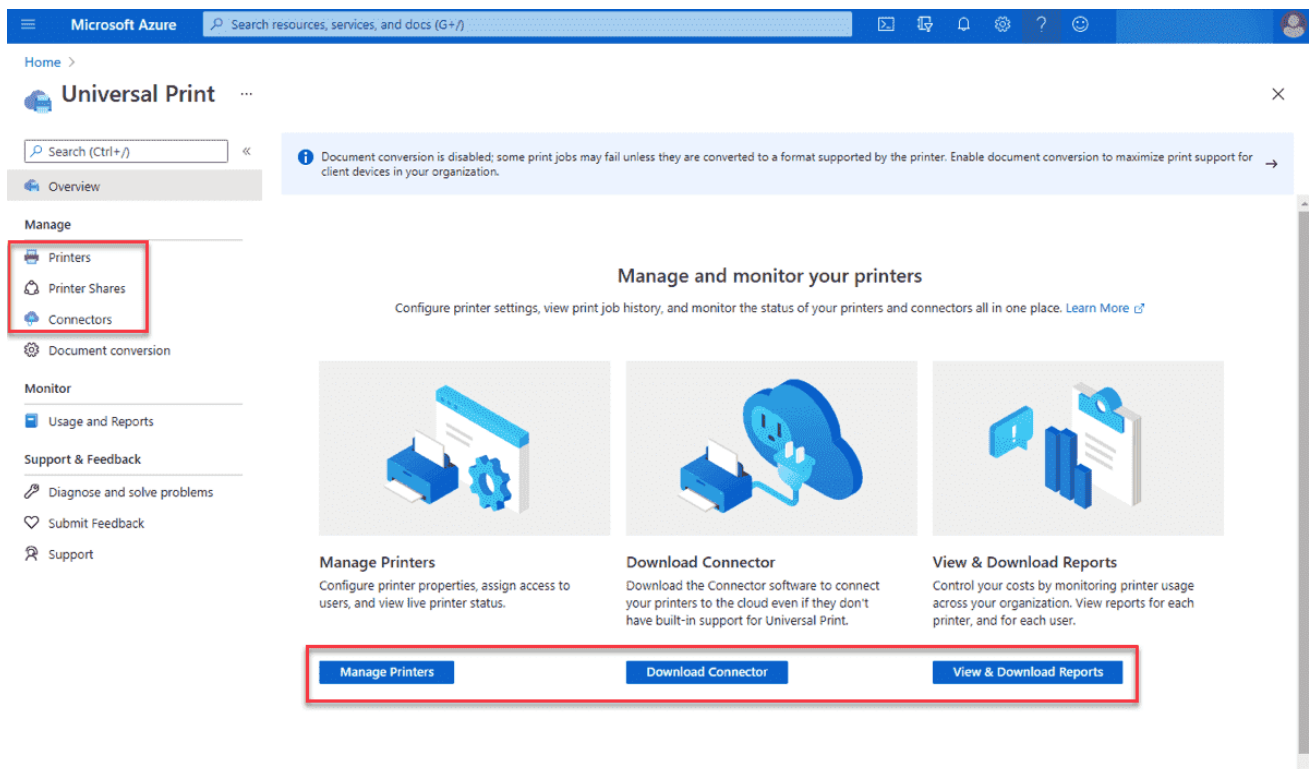 Microsoft Azure
Search resources, services, and docs (G+/)
Home >
Universal Print ...
Search (Ctrl+/)
«
Document conversion is disabled; some print jobs may fail unless they are converted to a format supported by the printer. Enable document conversion to maximize print support for
client devices in your organization.
Overview
Manage
Printers
Printer Shares
Connectors
Document conversion
Monitor
Usage and Reports
Support & Feedback
Diagnose and solve problems
Submit Feedback
Support
Manage and monitor your printers
Configure printer settings, view print job history, and monitor the status of your printers and connectors all in one place. Learn More
Manage Printers
Configure printer properties, assign access to
users, and view live printer status.
Manage Printers
Download Connector
Download the Connector software to connect
your printers to the cloud even if they don't
have built-in support for Universal Print.
Download Connector
View & Download Reports
Control your costs by monitoring printer usage
across your organization. View reports for each
printer, and for each user.
View & Download Reports